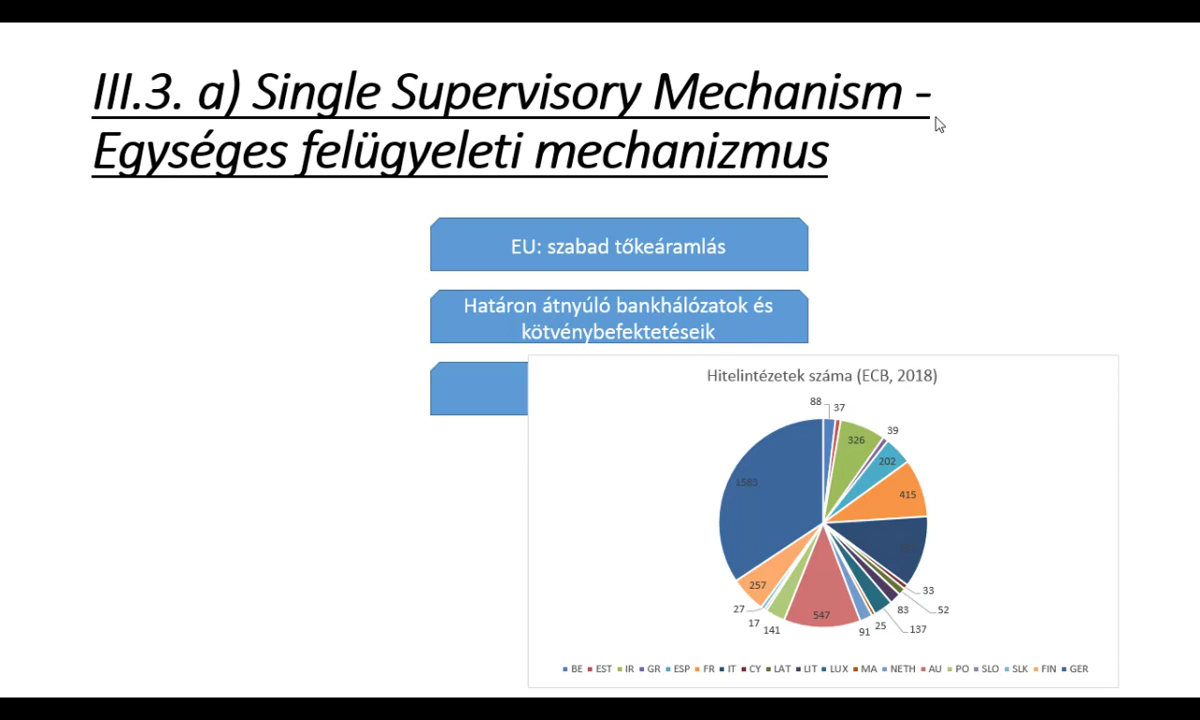 III.3. a) Single Supervisory Mechanism -
Egységes felügyeleti mechanizmus
EU: szabad tőkeáramlás
Határon átnyúló bankhálózatok és
kötvénybefektetéseik
Hitelintézetek száma (ECB, 2018)
88
37
326
39
202
415
33
52
83
137
25
91
547
141
17
27
257
1583
BE EST IR GR ESP FR IT CY LAT LIT LUX MA NETH AU PO SLO SLK FIN GER